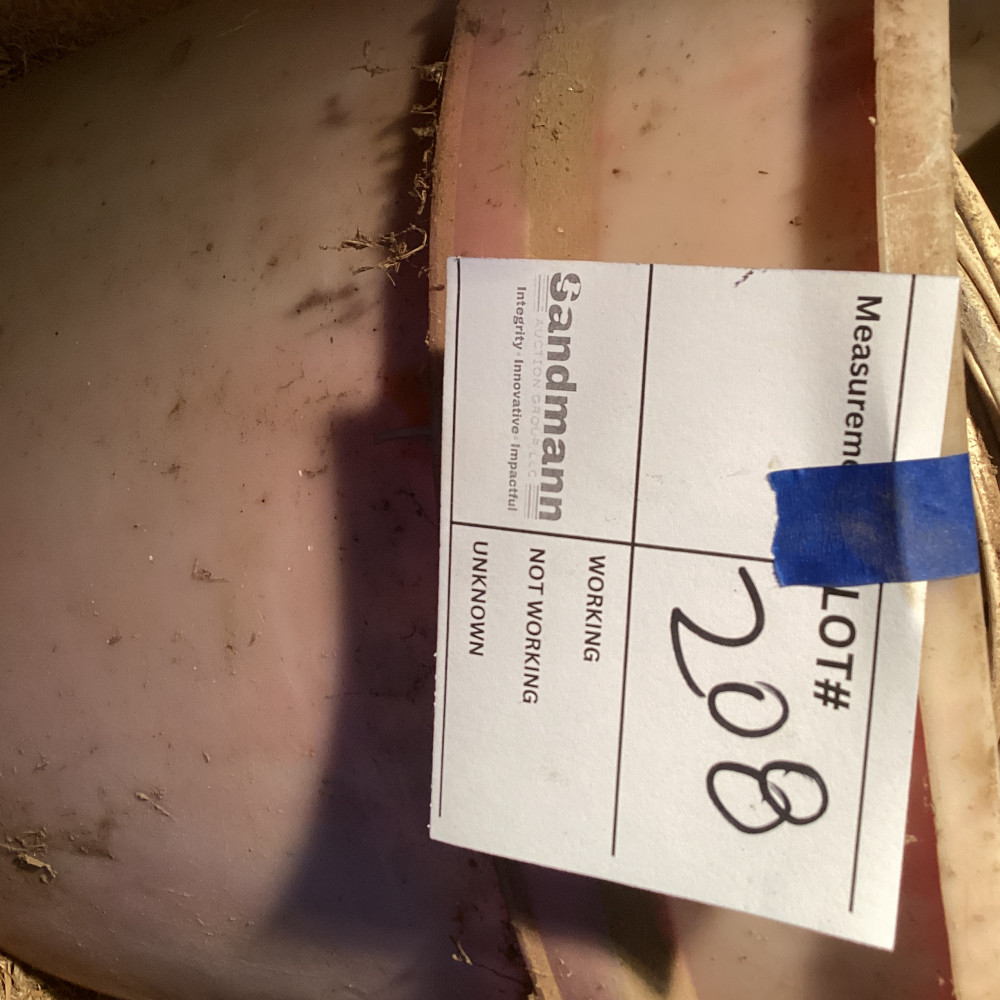 Measureme
LOT#
208
Sandmann
AUCTION GROUP LLC
Integrity · Innovative · Impactful
WORKING
NOT WORKING
UNKNOWN